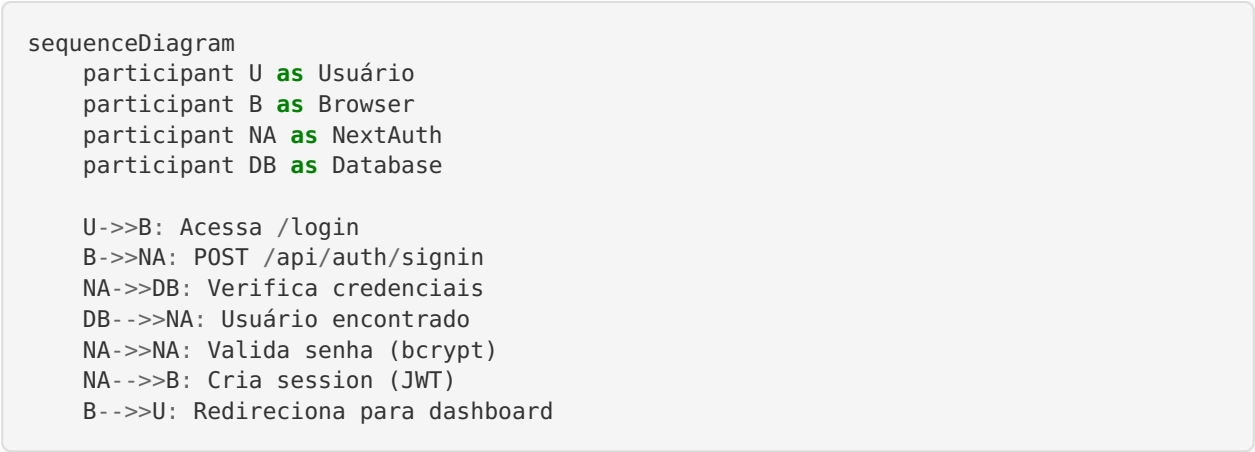 sequenceDiagram
    participant U as Usuário
    participant B as Browser
    participant NA as NextAuth
    participant DB as Database

    U->>B: Acessa /login
    B->>NA: POST /api/auth/signin
    NA->>DB: Verifica credenciais
    DB-->>NA: Usuário encontrado
    NA->>NA: Valida senha (bcrypt)
    NA-->>B: Cria session (JWT)
    B-->>U: Redireciona para dashboard